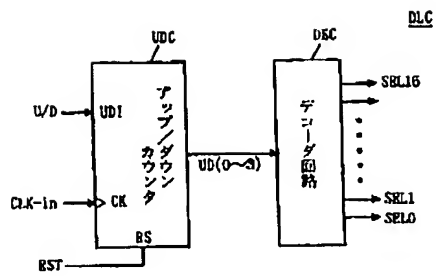 DLC
UDC
DEC
U/D
UDI
アップ/ダウン
カウンタ
CLK-in
CK
BS
RST
UD(0〜3)
デコーダ回路
SEL16
SEL1
SEL0